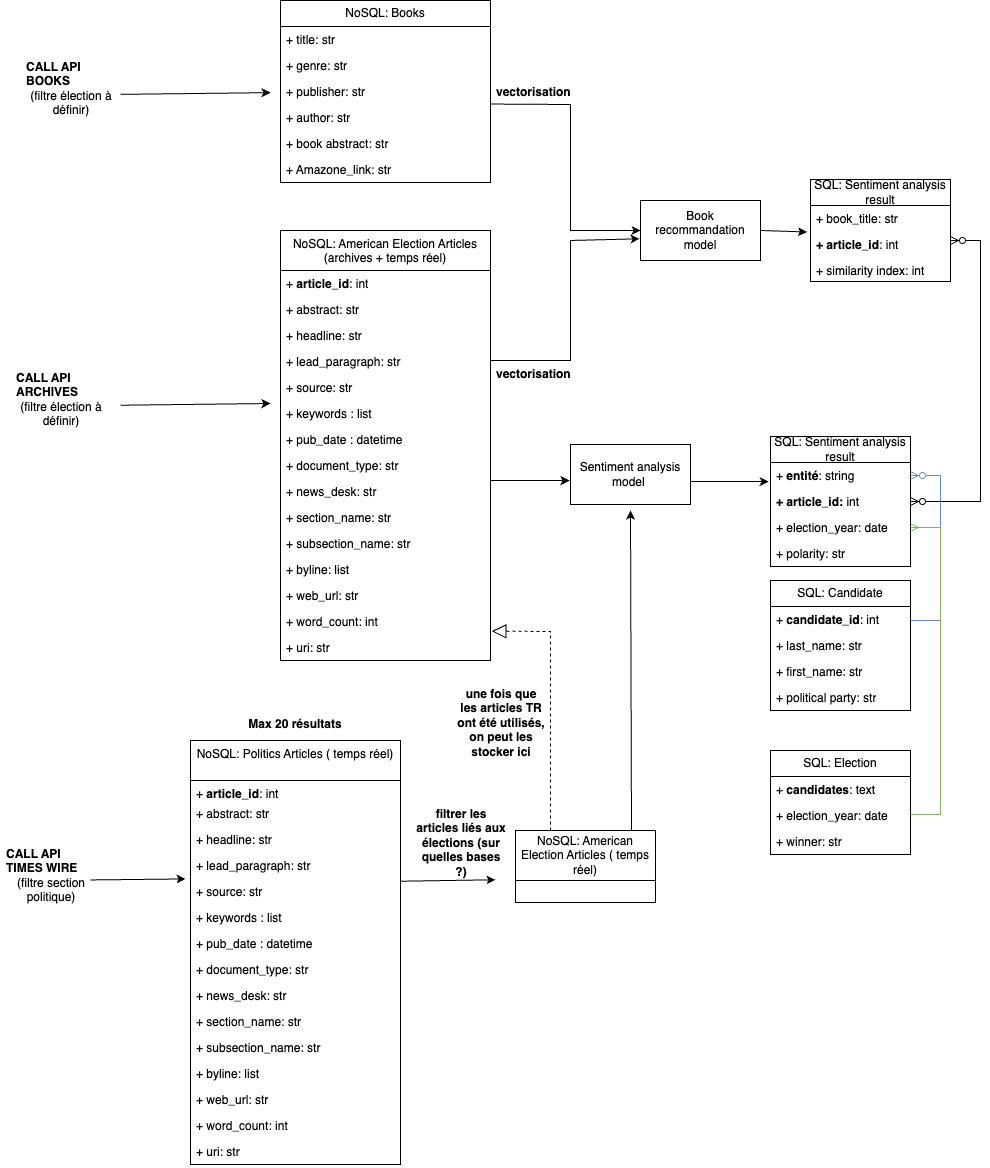 NoSQL: Books
+ title: str
+ genre: str
+ publisher: str
+ author: str
+ book abstract: str
+ Amazone_link: str
CALL API
BOOKS
(filtre élection à
définir)
vectorisation
NoSQL: American Election Articles
(archives + temps réel)
+ article_id: int
+ abstract: str
+ headline: str
+ lead_paragraph: str
+ source: str
+ keywords : list
+ pub_date : datetime
+ document_type: str
+ news_desk: str
+ section_name: str
+ subsection_name: str
+ byline: list
+ web_url: str
+ word_count: int
+ uri: str
CALL API
ARCHIVES
(filtre élection à
définir)
vectorisation
Book
recommandation
model
SQL: Sentiment analysis
result
+ book_title: str
+ article_id: int
+ similarity index: int
Sentiment analysis
model
SQL: Sentiment analysis
result
+ entité: string
+ article_id: int
+ election_year: date
+ polarity: str
SQL: Candidate
+ candidate_id: int
+ last_name: str
+ first_name: str
+ political party: str
SQL: Election
+ candidates: text
+ election_year: date
+ winner: str
une fois que
les articles TR
ont été utilisés,
on peut les
stocker ici
Max 20 résultats
NoSQL: Politics Articles ( temps réel)
+ article_id: int
+ abstract: str
+ headline: str
+ lead_paragraph: str
+ source: str
+ keywords : list
+ pub_date : datetime
+ document_type: str
+ news_desk: str
+ section_name: str
+ subsection_name: str
+ byline: list
+ web_url: str
+ word_count: int
+ uri: str
CALL API
TIMES WIRE
(filtre section
politique)
filtrer les
articles liés aux
élections (sur
quelles bases
?)
NoSQL: American
Election Articles ( temps
réel)